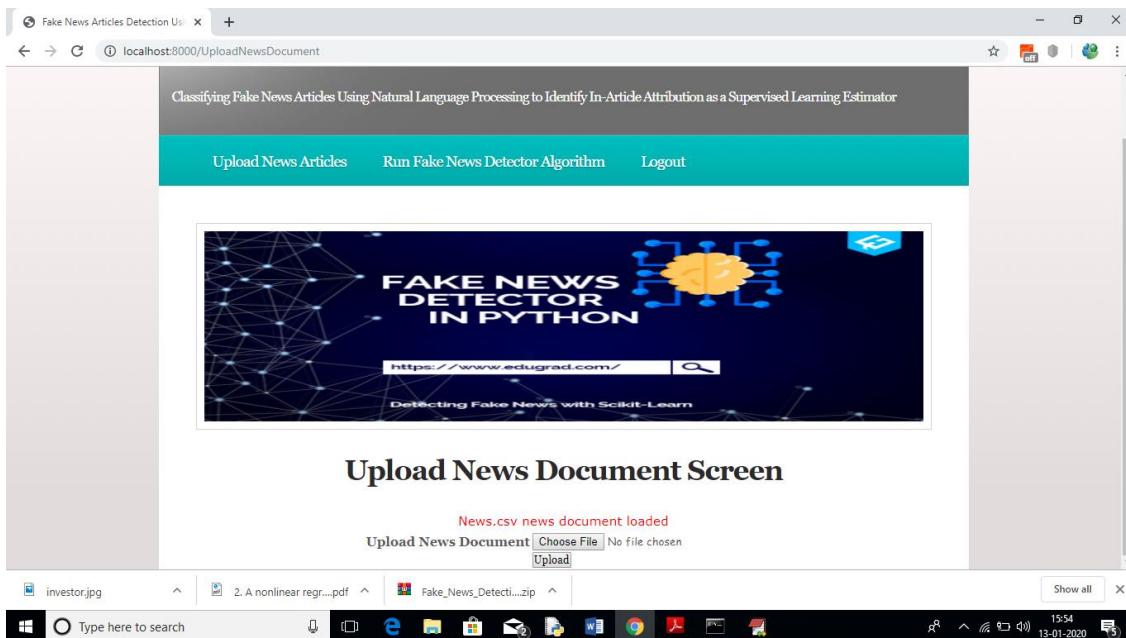 Fake News Articles Detection Usi
localhost:8000/UploadNewsDocument
off
Classifying Fake News Articles Using Natural Language Processing to Identify In-Article Attribution as a Supervised Learning Estimator
Upload News Articles Run Fake News Detector Algorithm Logout
FAKE NEWS
DETECTOR
IN PYTHON
https://www.edugrad.com/
Detecting Fake News with Scikit-Learn
Upload News Document Screen
News.csv news document loaded
Upload News Document Choose File No file chosen
Upload
investor.jpg 2. A nonlinear regr....pdf Fake_News_Detecti....zip Show all
Type here to search
15:54
13-01-2020